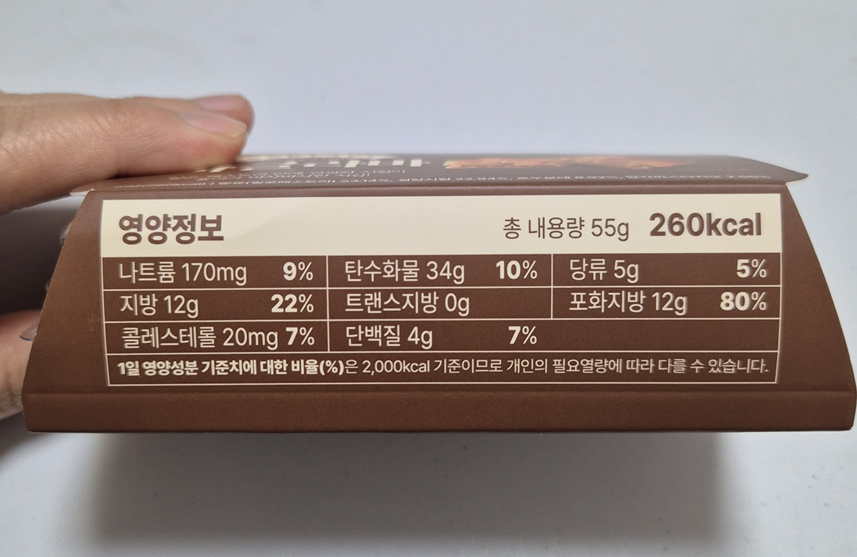 영양정보 총 내용량 55g 260kcal
나트륨 170mg 9% 탄수화물 34g 10% 당류 5g 5%
지방 12g 22% 트랜스지방 0g 포화지방 12g 80%
콜레스테롤 20mg 7% 단백질 4g 7%
1일 영양성분 기준치에 대한 비율(%)은 2,000kcal 기준이므로 개인의 필요열량에 따라 다를 수 있습니다.